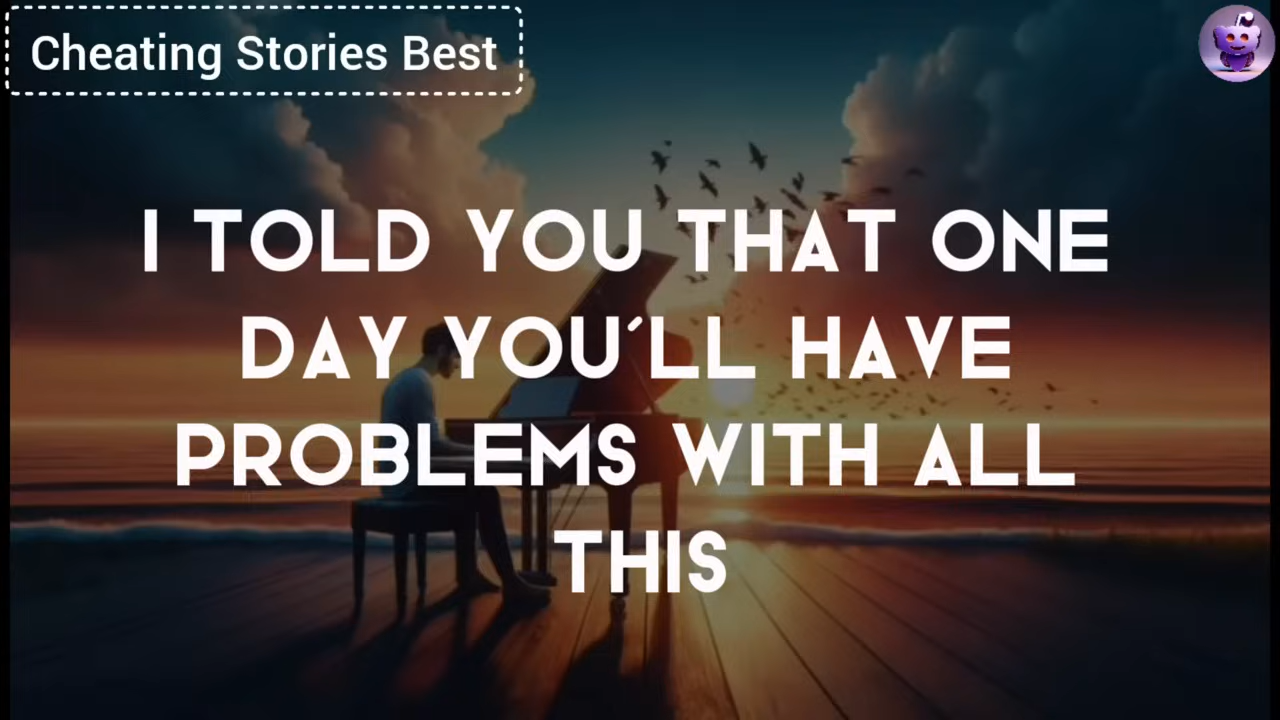 Cheating Stories Best
I TOLD YOU THAT ONE
DAY YOU´LL HAVE
PROBLEMS WITH ALL
THIS